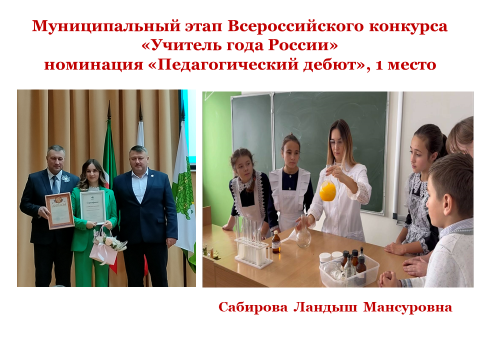 Муниципальный этап Всероссийского конкурса
«Учитель года России»
номинация «Педагогический дебют», 1 место
Сабирова Ландыш Мансуровна